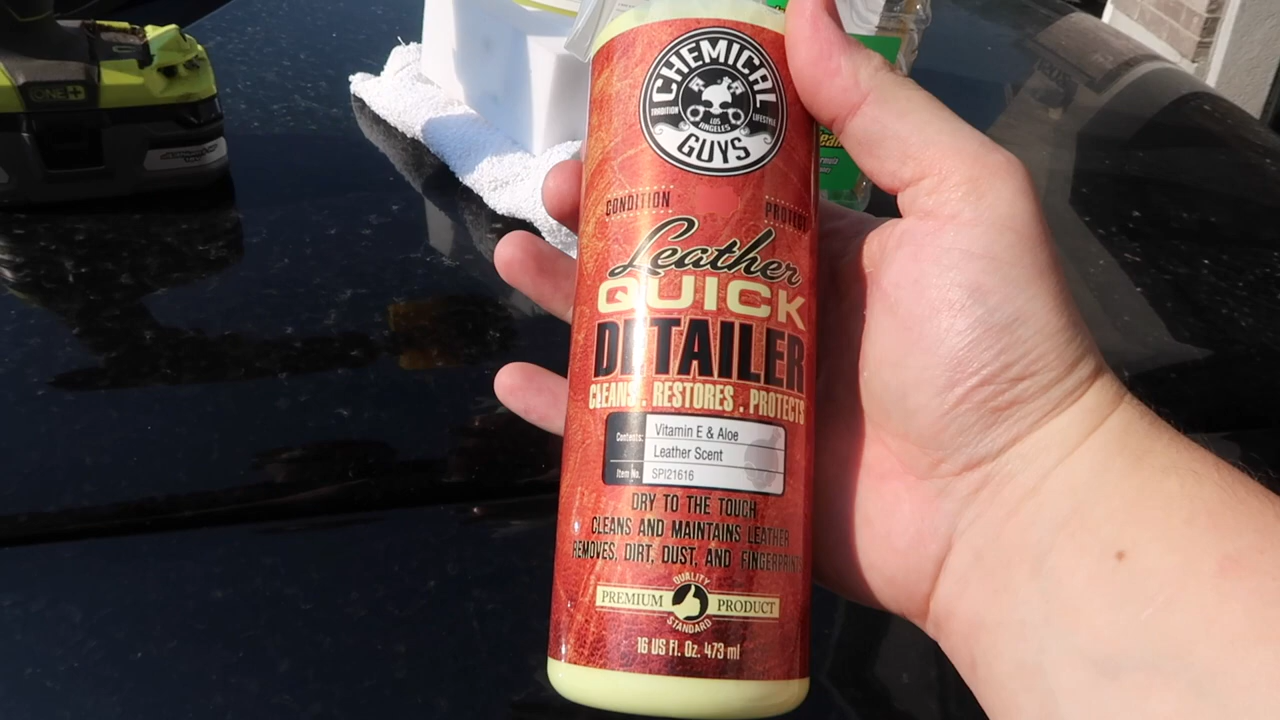 ONE+
CHEMICAL
TRADITION
LIFESTYLE
LOS
ANGELES
GUYS
CONDITION
Leather
QUICK
DETAILER
CLEANS. RESTORES. PROTECTS
Contents: Vitamin E & Aloe
Leather Scent
Item No. SPI21616
DRY TO THE TOUCH
CLEANS AND MAINTAINS LEATHER
REMOVES, DIRT, DUST, AND FINGERPRINTS
QUALITY
PREMIUM PRODUCT
STANDARD
16 US Fl. Oz. 473 ml